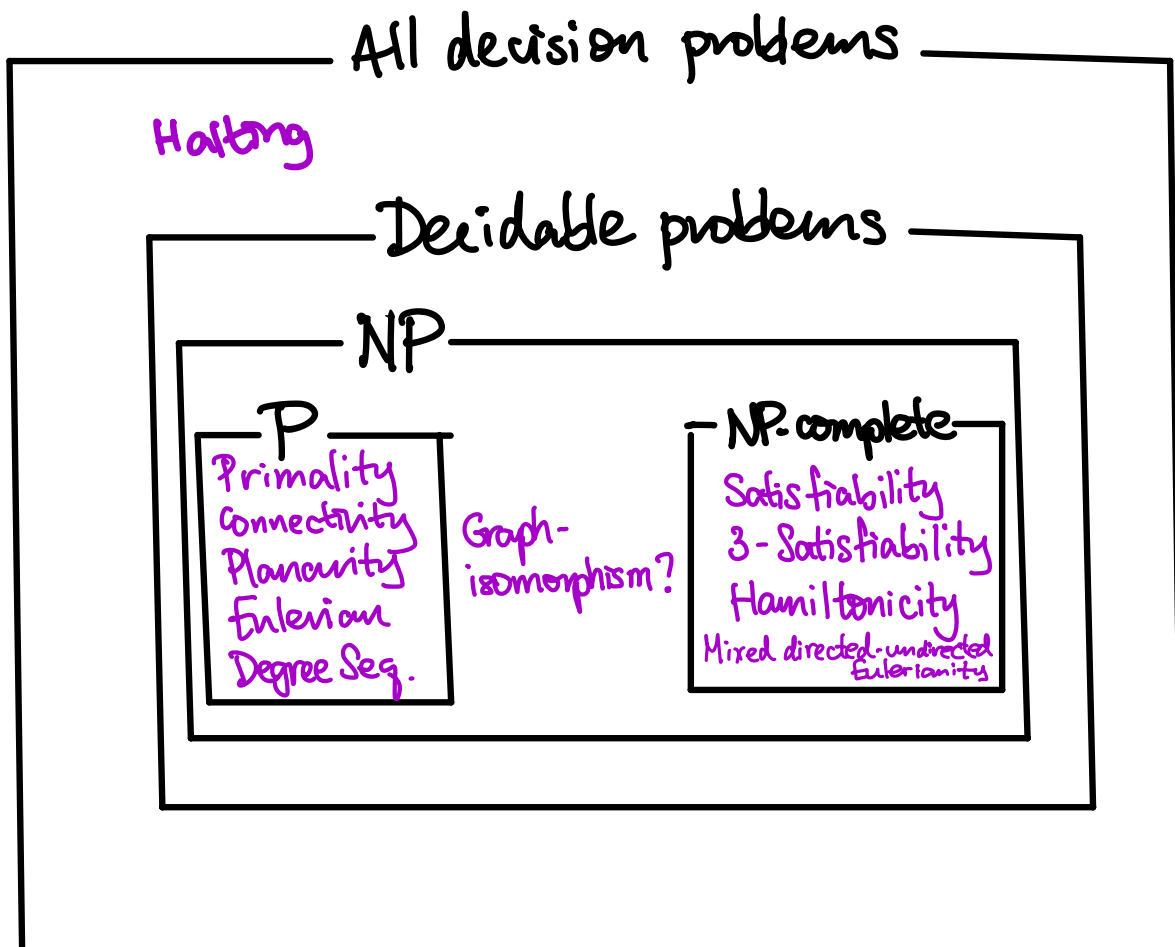 All decision problems
Halting
Decidable problems
NP
P
Primality
Connectivity
Planarity
Eulerian
Degree Seq.
Graph-
isomorphism?
NP-complete
Satisfiability
3-Satisfiability
Hamiltonicity
Mixed directed-undirected
Eulerianity